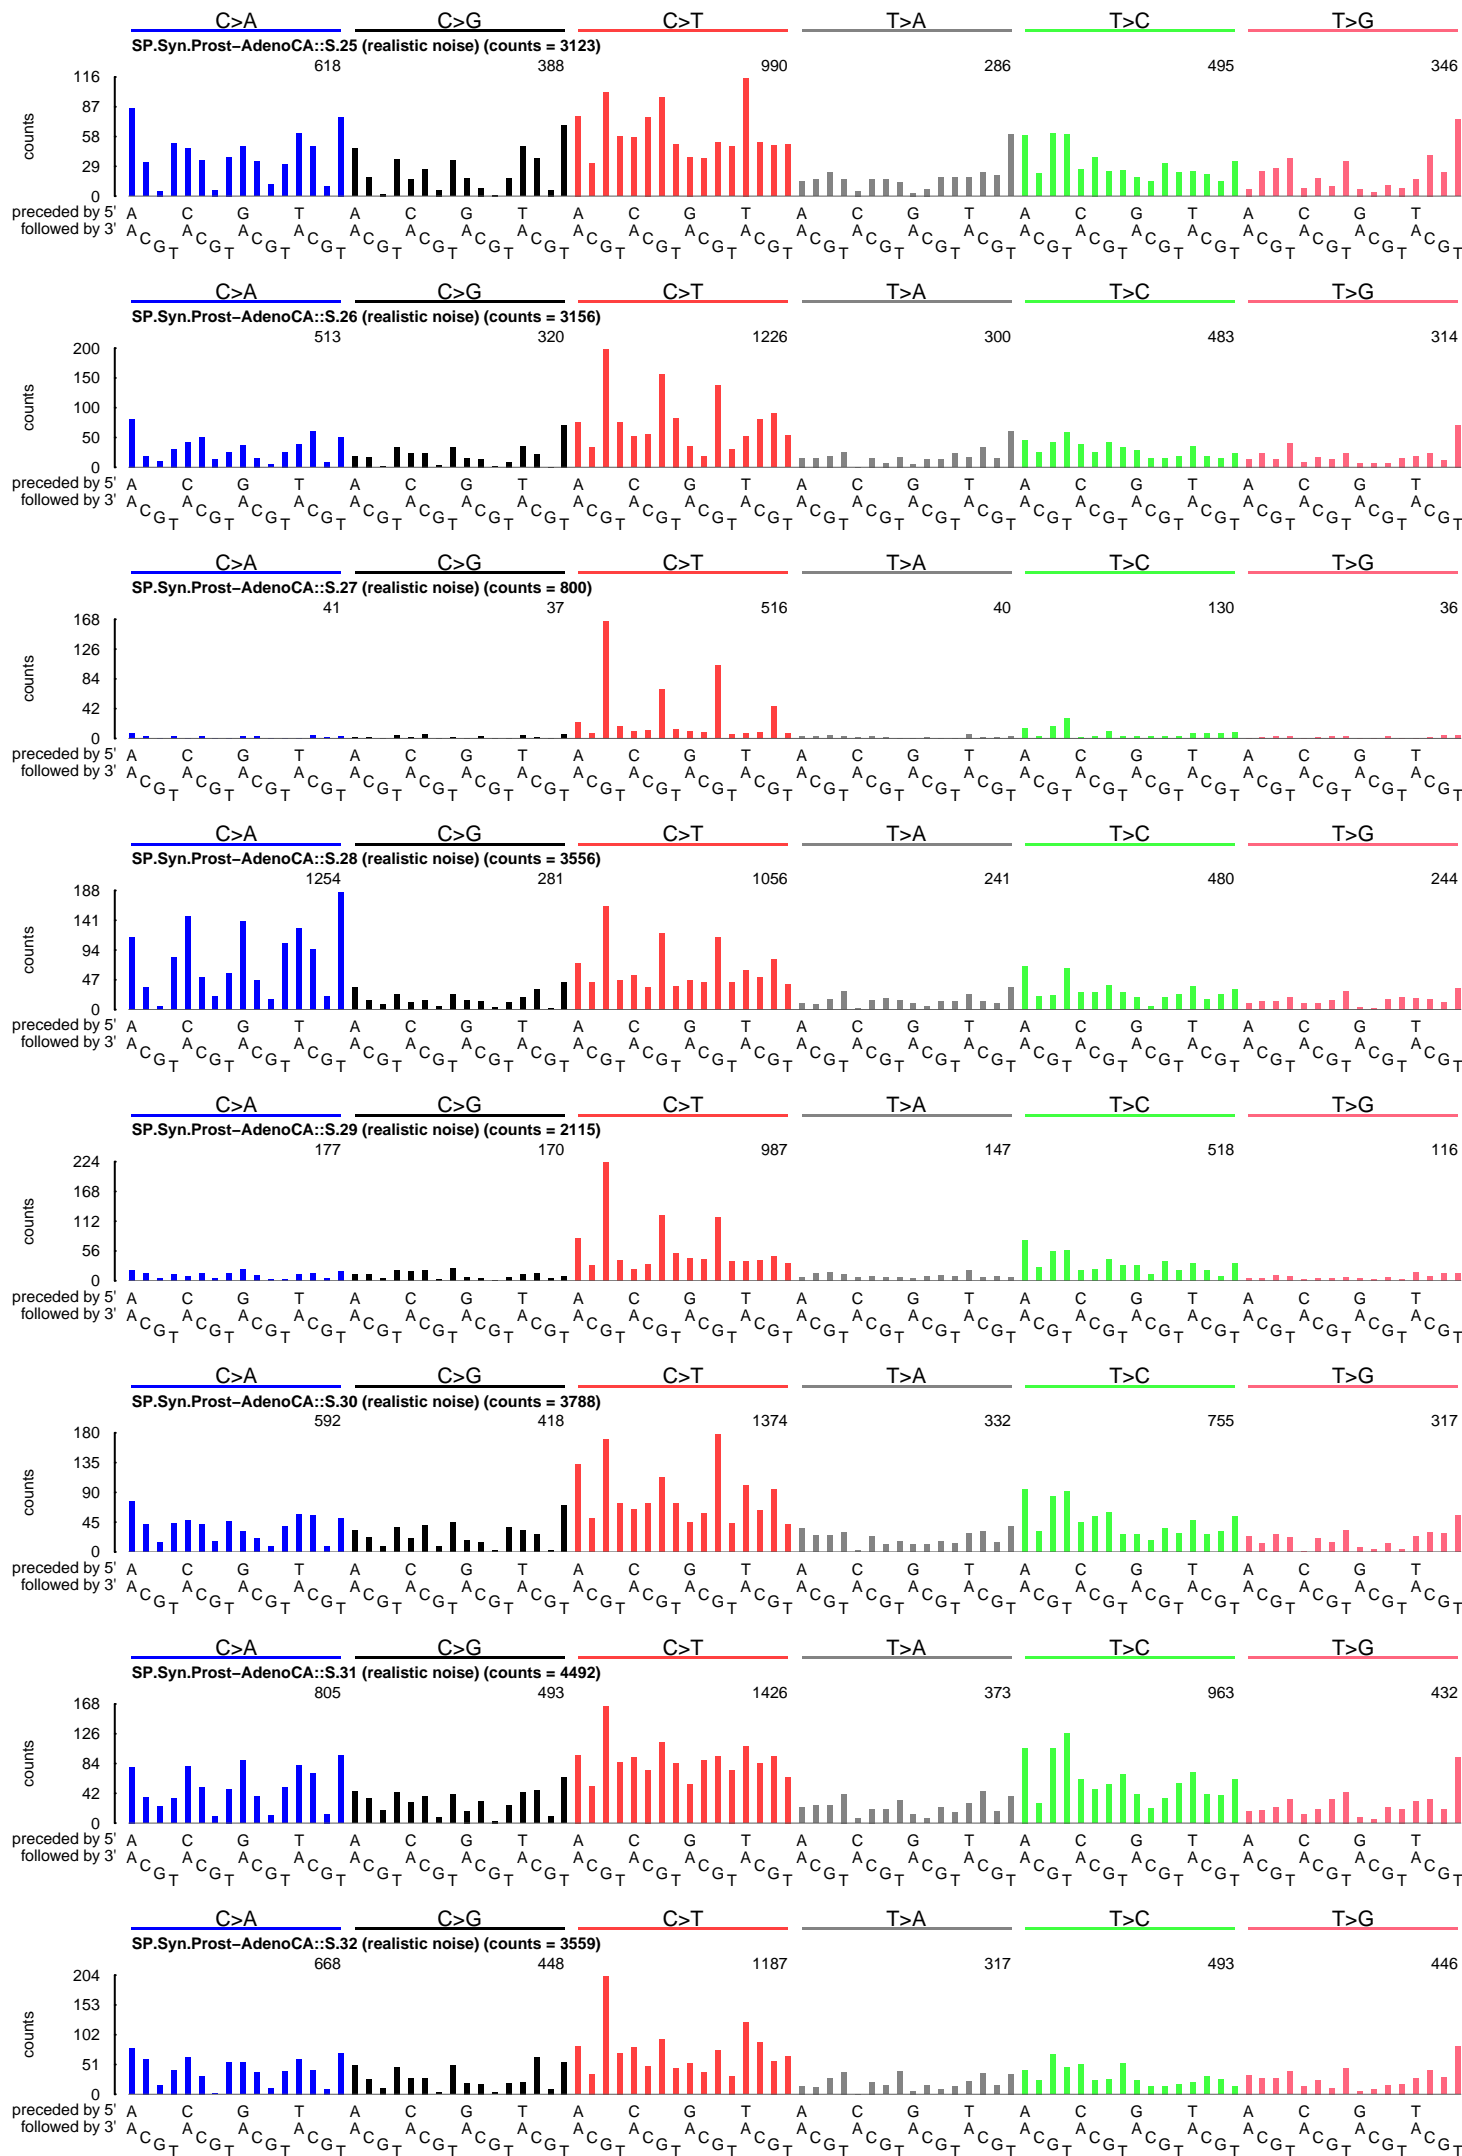 C>A C>G C>T T>A T>C T>G
SP.Syn.Prost−AdenoCA::S.25 (realistic noise) (counts = 3123)
618 388 990 286 495 346
116
87
58
29
0
counts
preceded by 5' A C G T A C G T A C G T A C G T A C G T A C G T
followed by 3' A C G T A C G T A C G T A C G T A C G T A C G T A C G T A C G T A C G T A C G T A C G T A C G T A C G T A C G T A C G T A C G T A C G T A C G T A C G T A C G T A C G T A C G T A C G T A C G T
C>A C>G C>T T>A T>C T>G
SP.Syn.Prost−AdenoCA::S.26 (realistic noise) (counts = 3156)
513 320 1226 300 483 314
200
150
100
50
0
counts
preceded by 5' A C G T A C G T A C G T A C G T A C G T A C G T
followed by 3' A C G T A C G T A C G T A C G T A C G T A C G T A C G T A C G T A C G T A C G T A C G T A C G T A C G T A C G T A C G T A C G T A C G T A C G T A C G T A C G T A C G T A C G T A C G T A C G T
C>A C>G C>T T>A T>C T>G
SP.Syn.Prost−AdenoCA::S.27 (realistic noise) (counts = 800)
41 37 516 40 130 36
168
126
84
42
0
counts
preceded by 5' A C G T A C G T A C G T A C G T A C G T A C G T
followed by 3' A C G T A C G T A C G T A C G T A C G T A C G T A C G T A C G T A C G T A C G T A C G T A C G T A C G T A C G T A C G T A C G T A C G T A C G T A C G T A C G T A C G T A C G T A C G T A C G T
C>A C>G C>T T>A T>C T>G
SP.Syn.Prost−AdenoCA::S.28 (realistic noise) (counts = 3556)
1254 281 1056 241 480 244
188
141
94
47
0
counts
preceded by 5' A C G T A C G T A C G T A C G T A C G T A C G T
followed by 3' A C G T A C G T A C G T A C G T A C G T A C G T A C G T A C G T A C G T A C G T A C G T A C G T A C G T A C G T A C G T A C G T A C G T A C G T A C G T A C G T A C G T A C G T A C G T A C G T
C>A C>G C>T T>A T>C T>G
SP.Syn.Prost−AdenoCA::S.29 (realistic noise) (counts = 2115)
177 170 987 147 518 116
224
168
112
56
0
counts
preceded by 5' A C G T A C G T A C G T A C G T A C G T A C G T
followed by 3' A C G T A C G T A C G T A C G T A C G T A C G T A C G T A C G T A C G T A C G T A C G T A C G T A C G T A C G T A C G T A C G T A C G T A C G T A C G T A C G T A C G T A C G T A C G T A C G T
C>A C>G C>T T>A T>C T>G
SP.Syn.Prost−AdenoCA::S.30 (realistic noise) (counts = 3788)
592 418 1374 332 755 317
180
135
90
45
0
counts
preceded by 5' A C G T A C G T A C G T A C G T A C G T A C G T
followed by 3' A C G T A C G T A C G T A C G T A C G T A C G T A C G T A C G T A C G T A C G T A C G T A C G T A C G T A C G T A C G T A C G T A C G T A C G T A C G T A C G T A C G T A C G T A C G T A C G T
C>A C>G C>T T>A T>C T>G
SP.Syn.Prost−AdenoCA::S.31 (realistic noise) (counts = 4492)
805 493 1426 373 963 432
168
126
84
42
0
counts
preceded by 5' A C G T A C G T A C G T A C G T A C G T A C G T
followed by 3' A C G T A C G T A C G T A C G T A C G T A C G T A C G T A C G T A C G T A C G T A C G T A C G T A C G T A C G T A C G T A C G T A C G T A C G T A C G T A C G T A C G T A C G T A C G T A C G T
C>A C>G C>T T>A T>C T>G
SP.Syn.Prost−AdenoCA::S.32 (realistic noise) (counts = 3559)
668 448 1187 317 493 446
204
153
102
51
0
counts
preceded by 5' A C G T A C G T A C G T A C G T A C G T A C G T
followed by 3' A C G T A C G T A C G T A C G T A C G T A C G T A C G T A C G T A C G T A C G T A C G T A C G T A C G T A C G T A C G T A C G T A C G T A C G T A C G T A C G T A C G T A C G T A C G T A C G T